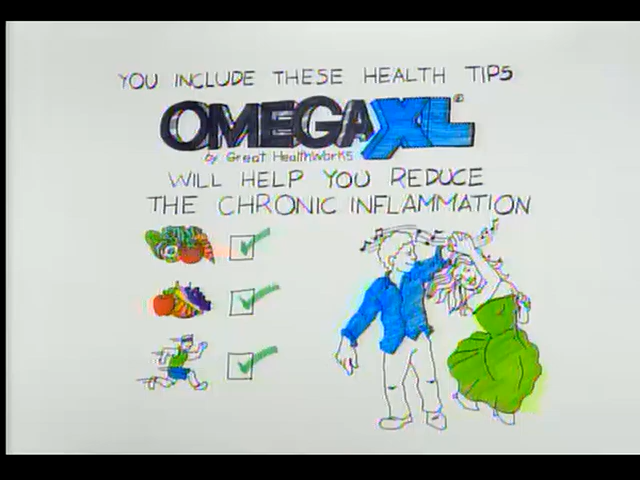 YOU INCLUDE THESE HEALTH TIPS
OMEGAXL®
by Great HealthWorks
WILL HELP YOU REDUCE
THE CHRONIC INFLAMMATION